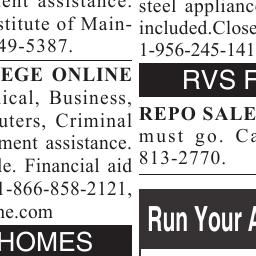 assistance.
stitute of Main-
49-5387.
EGE ONLINE
ical, Business,
uters, Criminal
ment assistance.
le. Financial aid
1-866-858-2121,
ne.com
HOMES
steel applianc
included.Close
1-956-245-141
RVS F
REPO SALE
must go. Ca
813-2770.
Run Your A